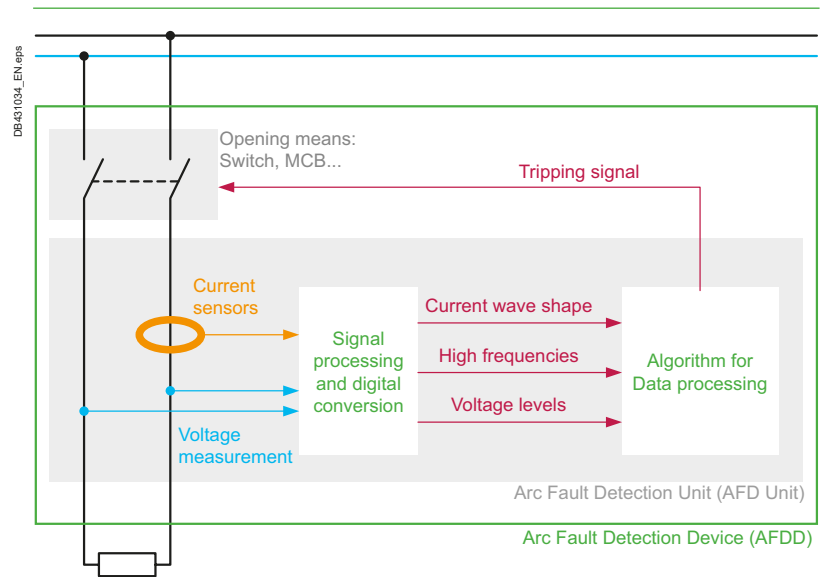 DB431034_EN.eps
Opening means:
Switch, MCB...
Tripping signal
Current
sensors
Signal
processing
and digital
conversion
Current wave shape
High frequencies
Voltage levels
Algorithm for
Data processing
Voltage
measurement
Arc Fault Detection Unit (AFD Unit)
Arc Fault Detection Device (AFDD)